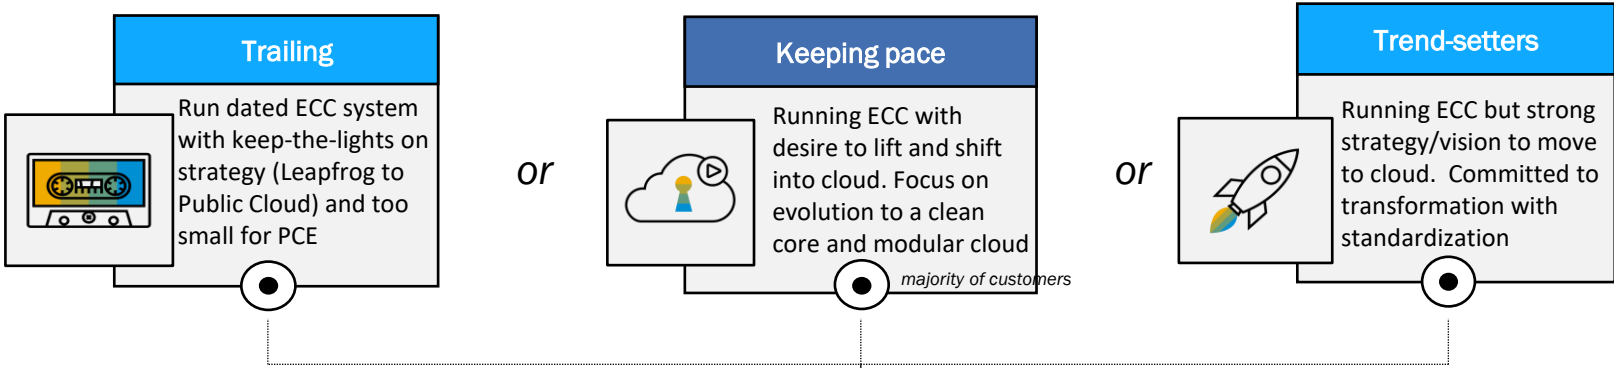 Trailing
Run dated ECC system
with keep-the-lights on
strategy (Leapfrog to
Public Cloud) and too
small for PCE
or
Keeping pace
Running ECC with
desire to lift and shift
into cloud. Focus on
evolution to a clean
core and modular cloud
majority of customers
or
Trend-setters
Running ECC but strong
strategy/vision to move
to cloud.  Committed to
transformation with
standardization